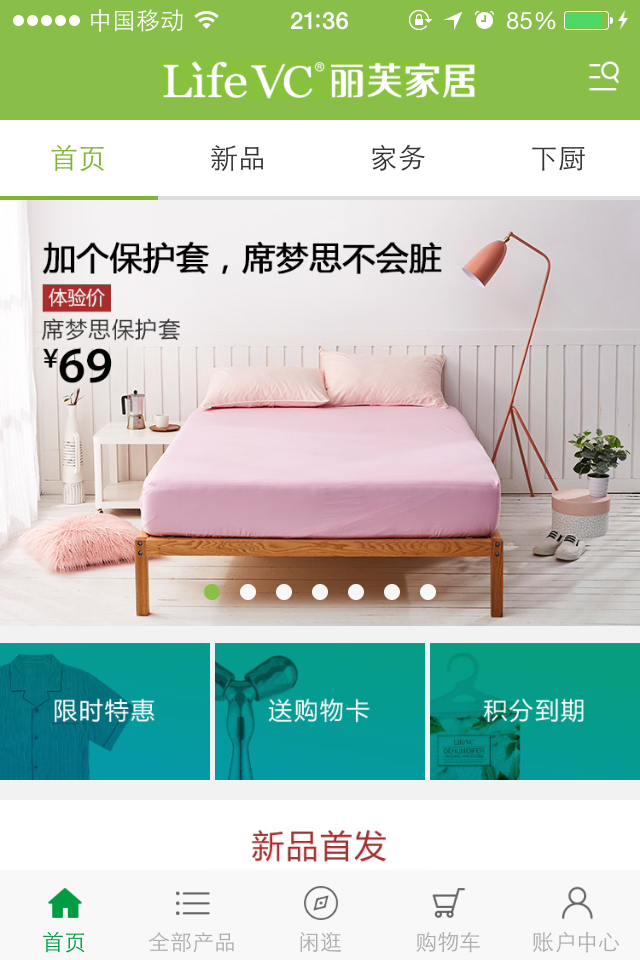 中国移动 21:36 85%
LifeVC® 丽芙家居
首页 新品 家务 下厨
加个保护套，席梦思不会脏
体验价
席梦思保护套
¥69
限时特惠 送购物卡 积分到期
LifeVC
DEHUMIDIFIER
新品首发
首页 全部产品 闲逛 购物车 账户中心